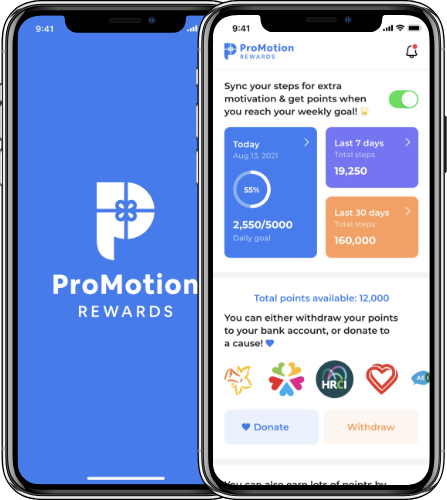 9:41
ProMotion
REWARDS
9:41
ProMotion
REWARDS
Sync your steps for extra
motivation & get points when
you reach your weekly goal!
Today
Aug 13, 2021
55%
2,550/5000
Daily goal
Last 7 days
Total steps
19,250
Last 30 days
Total steps
160,000
Total points available: 12,000
You can either withdraw your points
to your bank account, or donate to
a cause!
HRCI
AS
Donate
Withdraw
You can also earn lots of points by